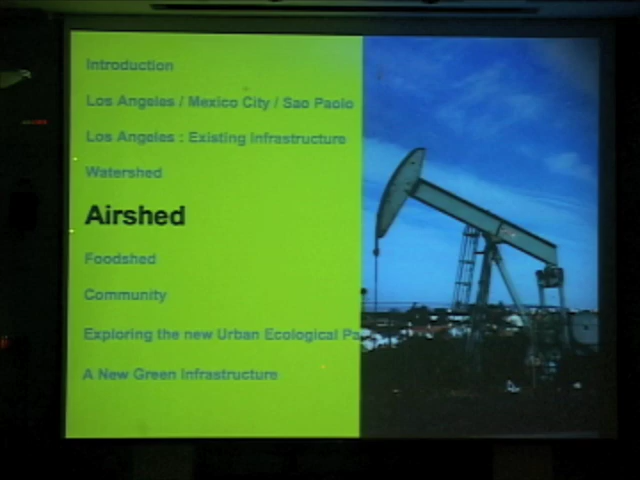 Introduction
Los Angeles / Mexico City / Sao Paolo
Los Angeles : Existing Infrastructure
Watershed
Airshed
Foodshed
Community
Exploring the new Urban Ecological Pa
A New Green Infrastructure